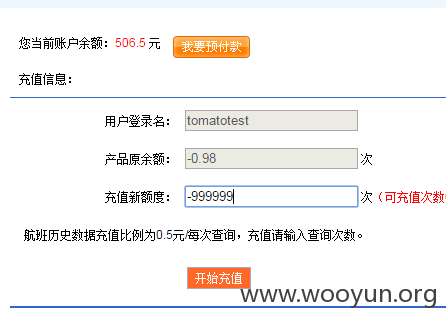 您当前账户余额：506.5 元 我要预付款
充值信息：
用户登录名： tomatotest
产品原余额： -0.98 次
充值新额度： -999999 次（可充值次数
航班历史数据充值比例为0.5元/每次查询，充值请输入查询次数。
开始充值
www.wooyun.org